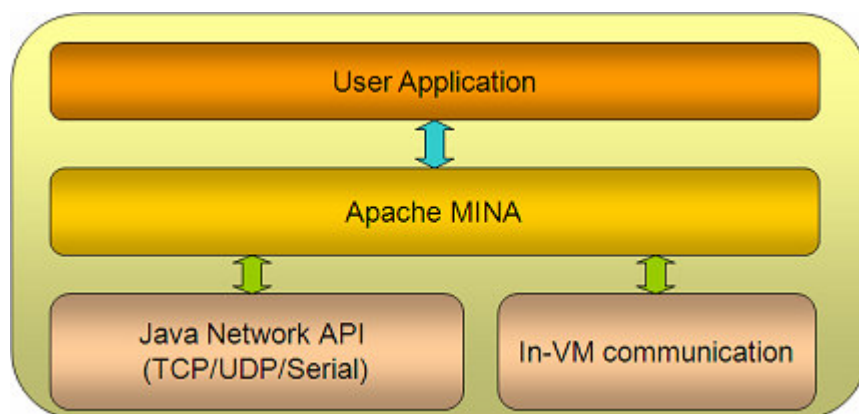 User Application
Apache MINA
Java Network API
(TCP/UDP/Serial)
In-VM communication